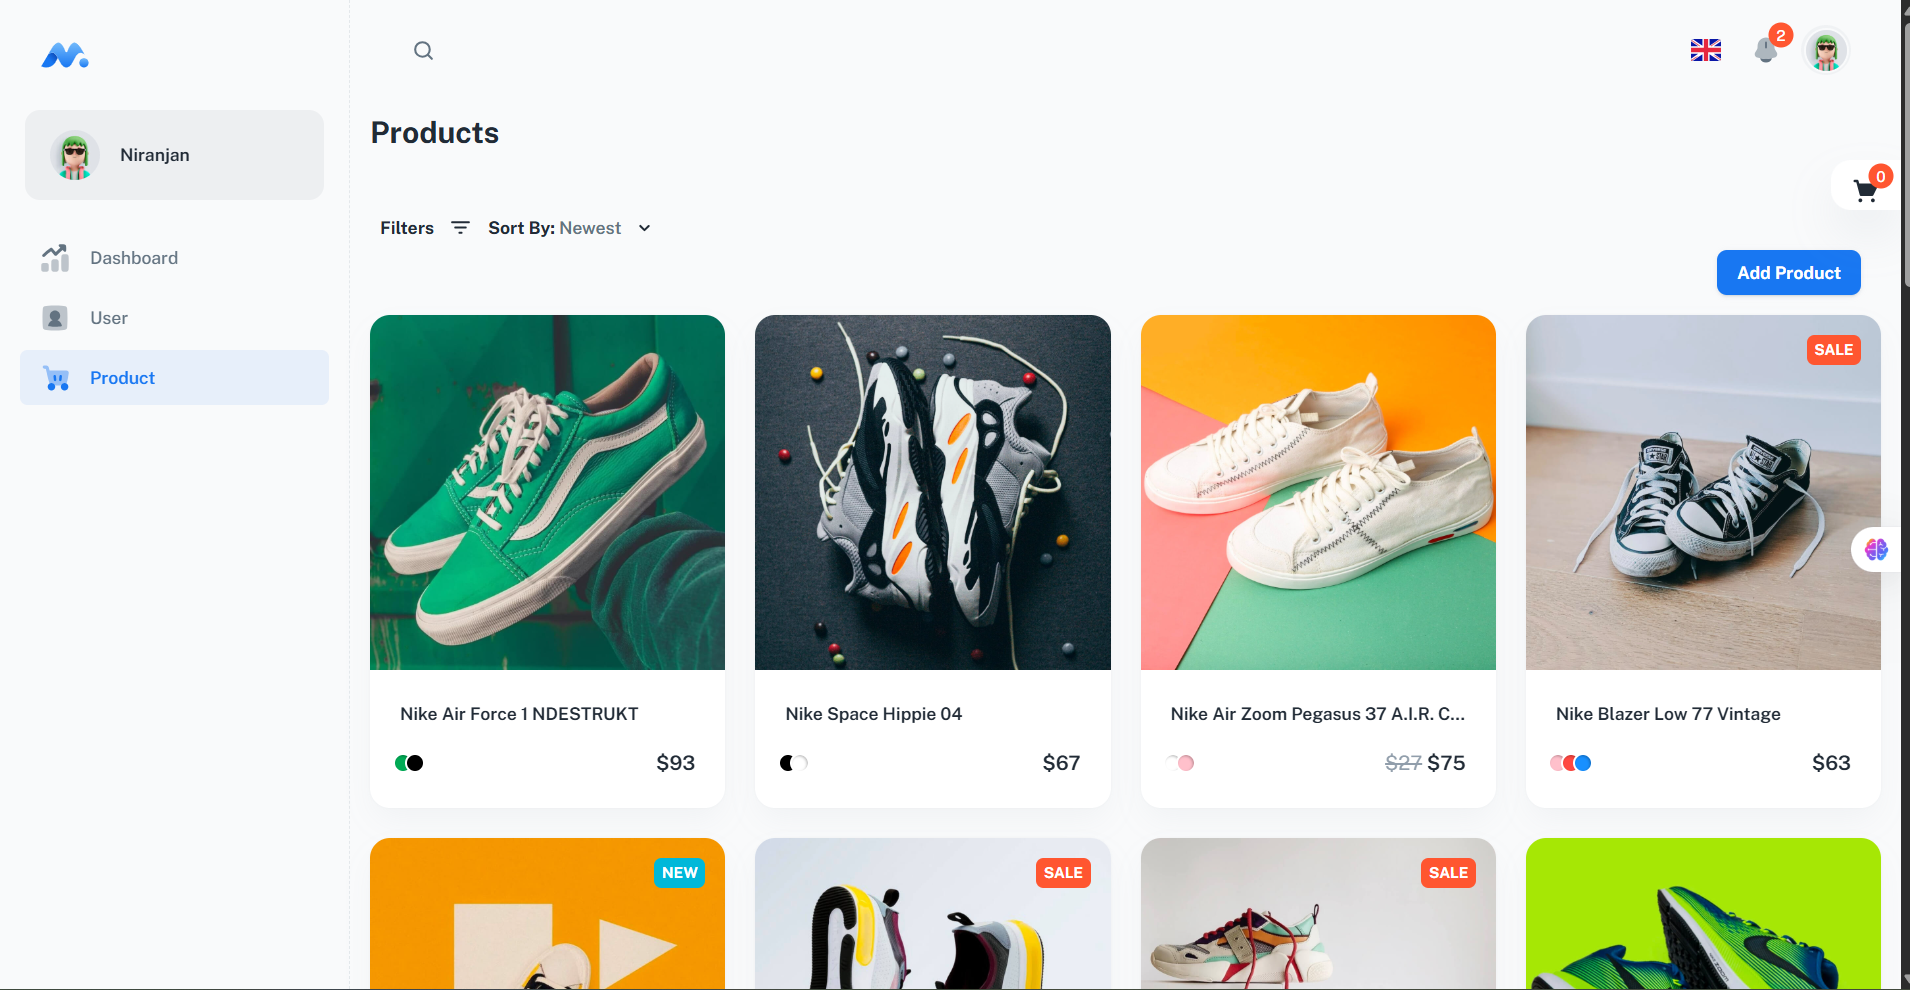 2
Niranjan
Products
0
Filters
Sort By: Newest
Dashboard
Add Product
User
Product
SALE
Nike Air Force 1 NDESTRUKT
Nike Space Hippie 04
Nike Air Zoom Pegasus 37 A.I.R. C...
Nike Blazer Low 77 Vintage
$93
$67
$27 $75
$63
NEW
SALE
SALE